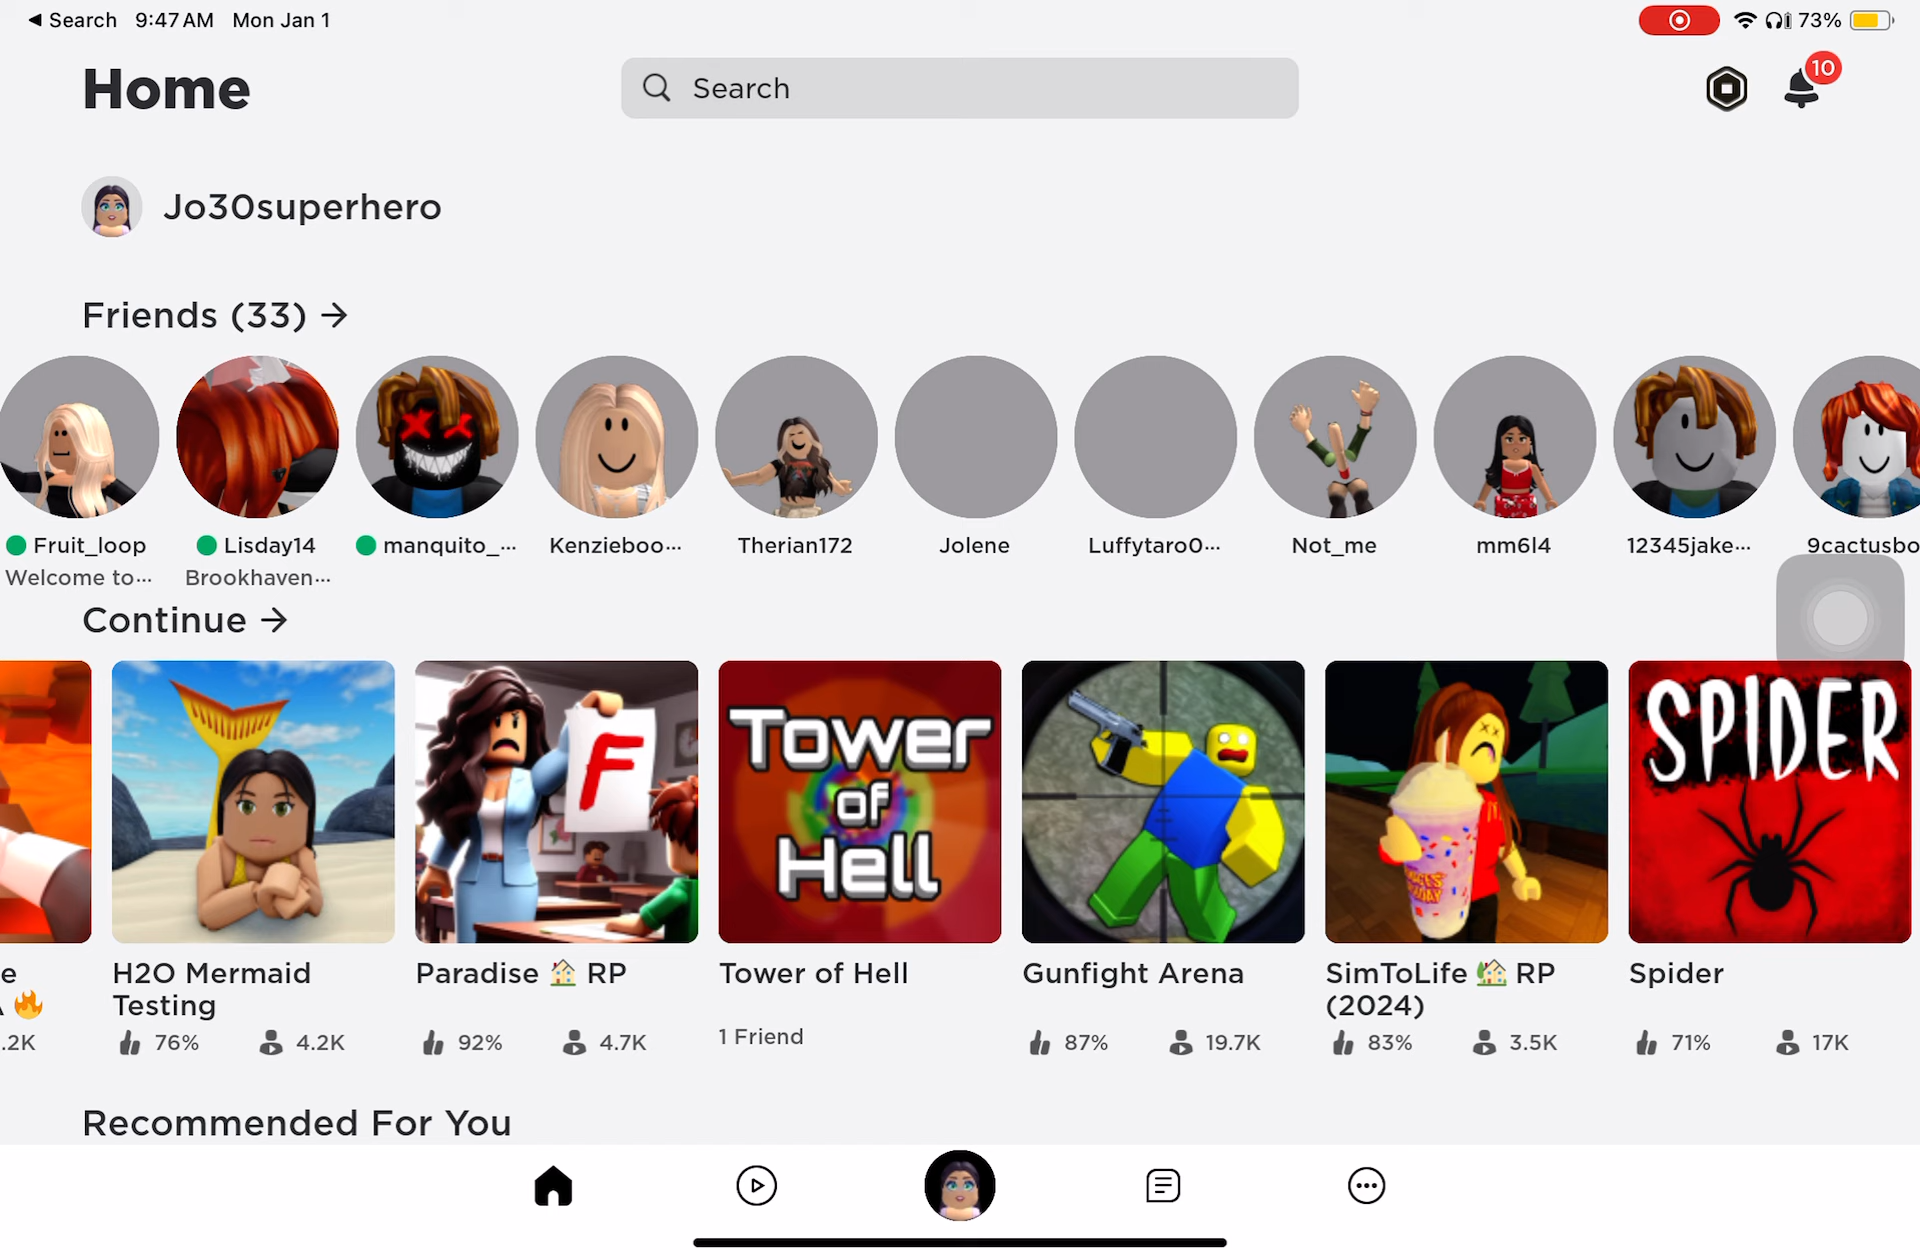 Search 9:47 AM Mon Jan 1 73%
Home
Search
10
Jo30superhero
Friends (33)
Fruit_loop Lisday14 manquito_... Kenzieboo... Therian172 Jolene Luffytaro0... Not_me mm6l4 12345jake... 9cactusbo
Welcome to... Brookhaven...
Continue
F
Tower
of
Hell
SPIDER
e
H2O Mermaid
Testing
Paradise 🏠 RP
Tower of Hell
Gunfight Arena
SimToLife 🏡 RP
(2024)
Spider
.2K 76% 4.2K 92% 4.7K 1 Friend 87% 19.7K 83% 3.5K 71% 17K
Recommended For You